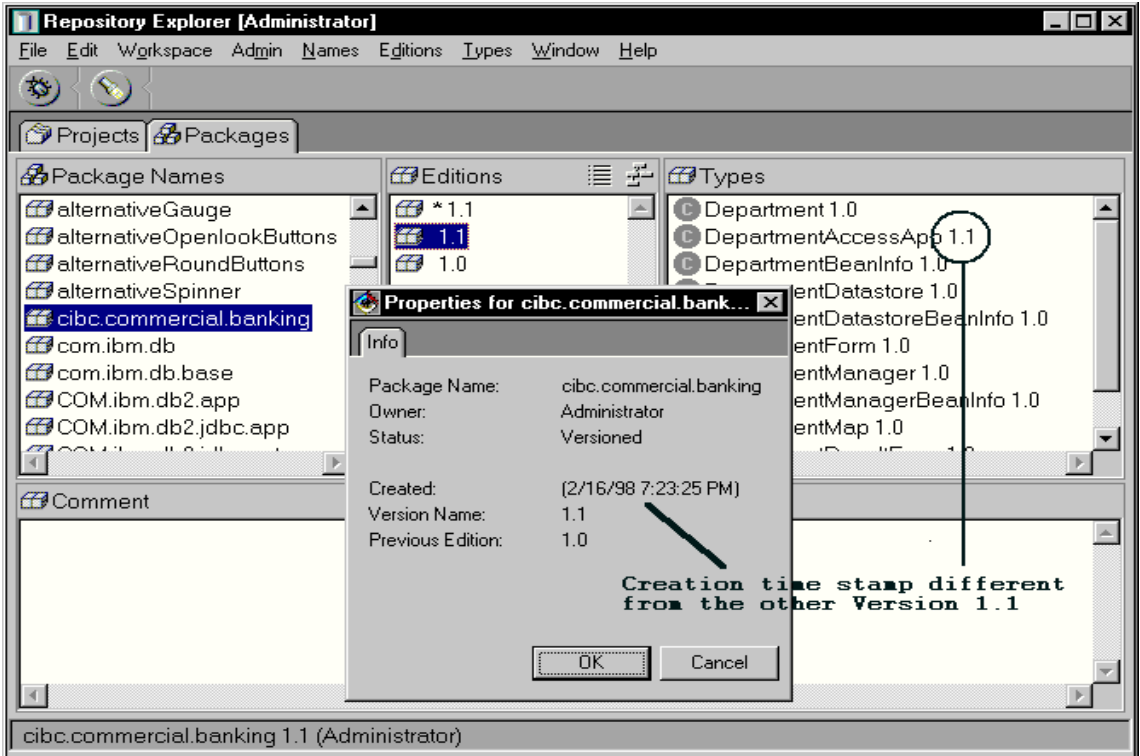 Repository Explorer [Administrator]
File Edit Workspace Admin Names Editions Types Window Help
Projects Packages
Package Names
alternativeGauge
alternativeOpenlookButtons
alternativeRoundButtons
alternativeSpinner
cibc.commercial.banking
com.ibm.db
com.ibm.db.base
COM.ibm.db2.app
COM.ibm.db2.jdbc.app
Editions
* 1.1
1.1
1.0
Types
Department 1.0
DepartmentAccessApp 1.1
DepartmentBeanInfo 1.0
entDatastore 1.0
entDatastoreBeanInfo 1.0
entForm 1.0
entManager 1.0
entManagerBeanInfo 1.0
entMap 1.0
Properties for cibc.commercial.bank...
Info
Package Name: cibc.commercial.banking
Owner: Administrator
Status: Versioned
Created: (2/16/98 7:23:25 PM)
Version Name: 1.1
Previous Edition: 1.0
OK Cancel
Creation time stamp different
from the other Version 1.1
Comment
cibc.commercial.banking 1.1 (Administrator)